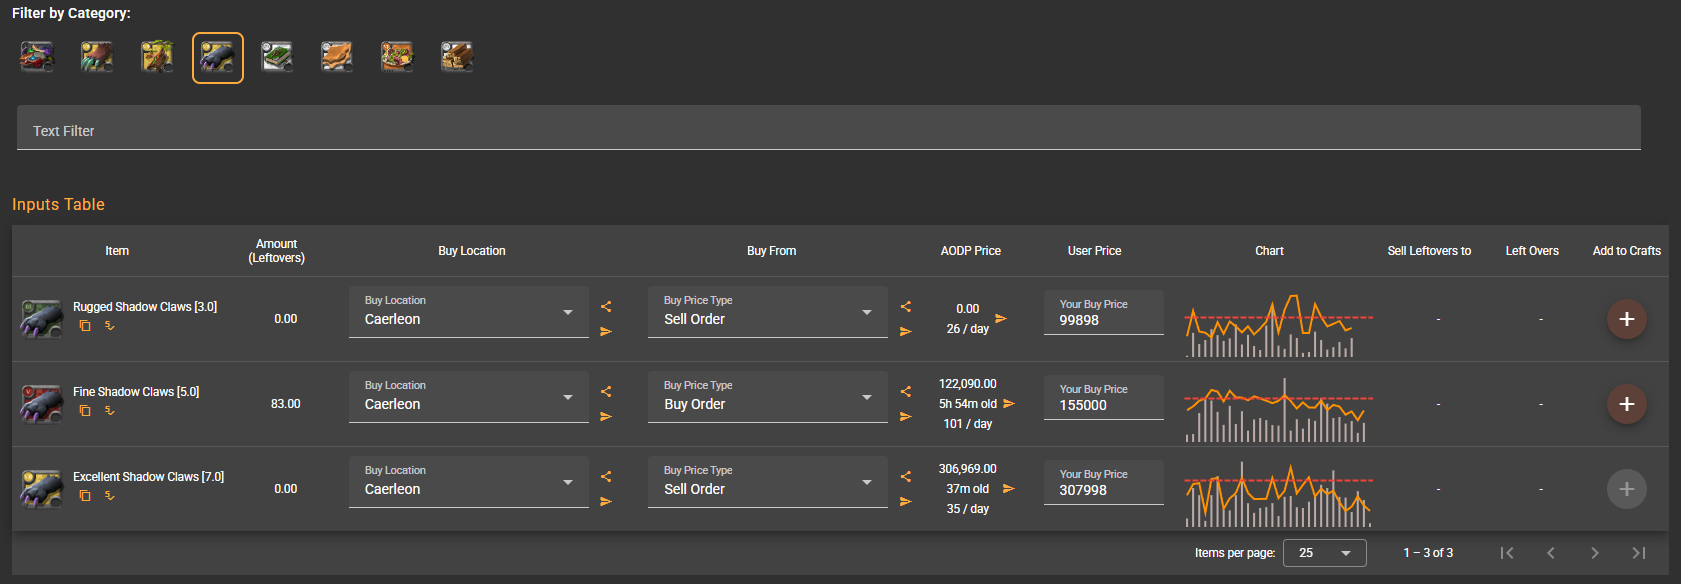 Filter by Category:
Text Filter
Inputs Table
Item
Amount
(Leftovers)
Buy Location
Buy From
AODP Price
User Price
Chart
Sell Leftovers to
Left Overs
Add to Crafts
Rugged Shadow Claws [3.0]
0.00
Buy Location
Caerleon
Buy Price Type
Sell Order
0.00
26 / day
Your Buy Price
99898
-
-
Fine Shadow Claws [5.0]
83.00
Buy Location
Caerleon
Buy Price Type
Buy Order
122,090.00
5h 54m old
101 / day
Your Buy Price
155000
-
-
Excellent Shadow Claws [7.0]
0.00
Buy Location
Caerleon
Buy Price Type
Sell Order
306,969.00
37m old
35 / day
Your Buy Price
307998
-
-
Items per page:
25
1 – 3 of 3